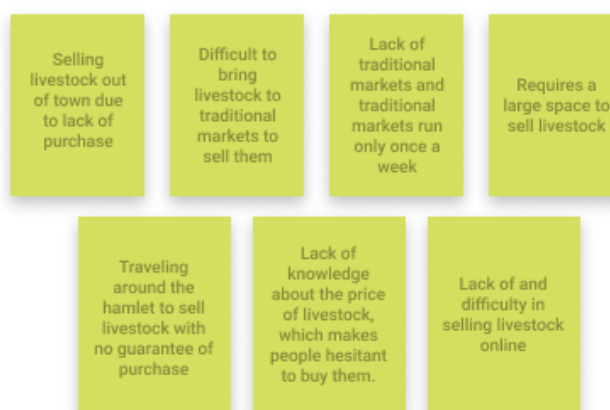 Selling
livestock out
of town due
to lack of
purchase
Difficult to
bring
livestock to
traditional
markets to
sell them
Lack of
traditional
markets and
traditional
markets run
only once a
week
Requires a
large space to
sell livestock
Traveling
around the
hamlet to sell
livestock with
no guarantee of
purchase
Lack of
knowledge
about the price
of livestock,
which makes
people hesitant
to buy them.
Lack of and
difficulty in
selling livestock
online